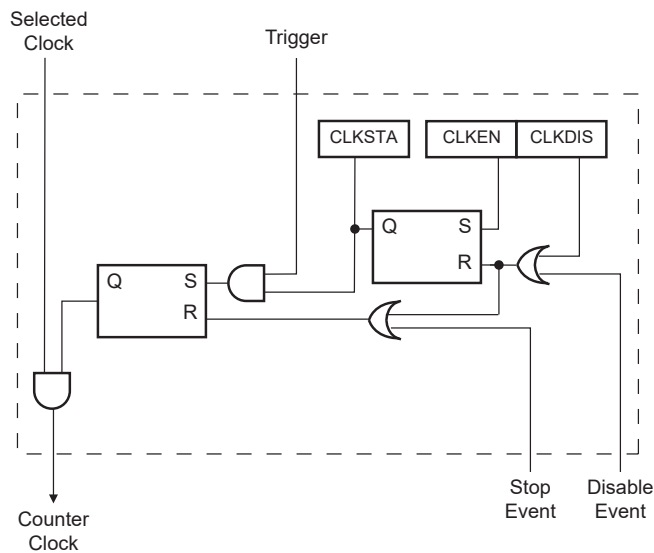 Selected
Clock
Trigger
CLKSTA
CLKEN
CLKDIS
Q
S
R
Q
S
R
Stop
Event
Disable
Event
Counter
Clock